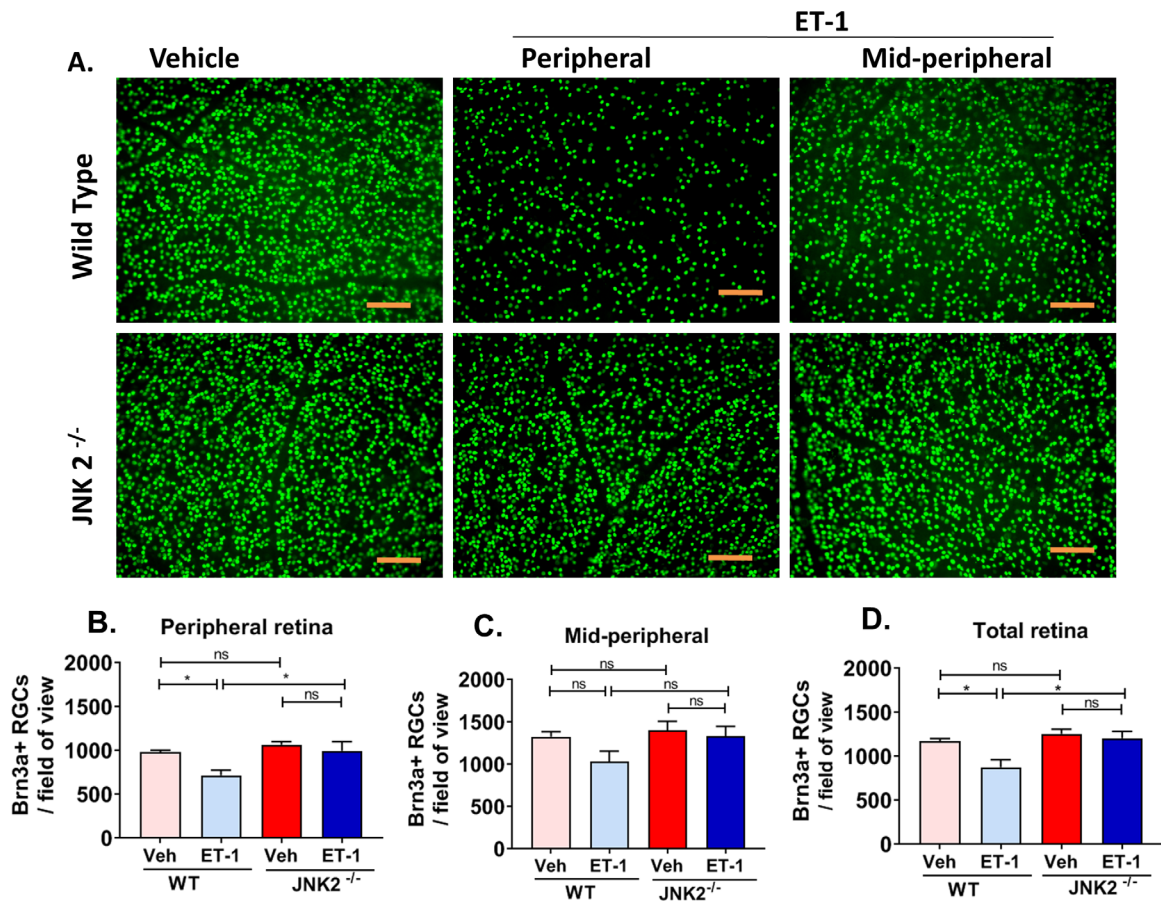 ET-1
A. Vehicle Peripheral Mid-peripheral
Wild Type
JNK 2 -/-
B. Peripheral retina
Brn3a+ RGCs
/ field of view
2000
1500
1000
500
0
ns
* *
ns
Veh ET-1 Veh ET-1
WT JNK2 -/-
C. Mid-peripheral
Brn3a+ RGCs
/ field of view
2000
1500
1000
500
0
ns
ns ns
ns
Veh ET-1 Veh ET-1
WT JNK2-/-
D. Total retina
Brn3a+ RGCs
/ field of view
2000
1500
1000
500
0
ns
* *
ns
Veh ET-1 Veh ET-1
WT JNK2 -/-